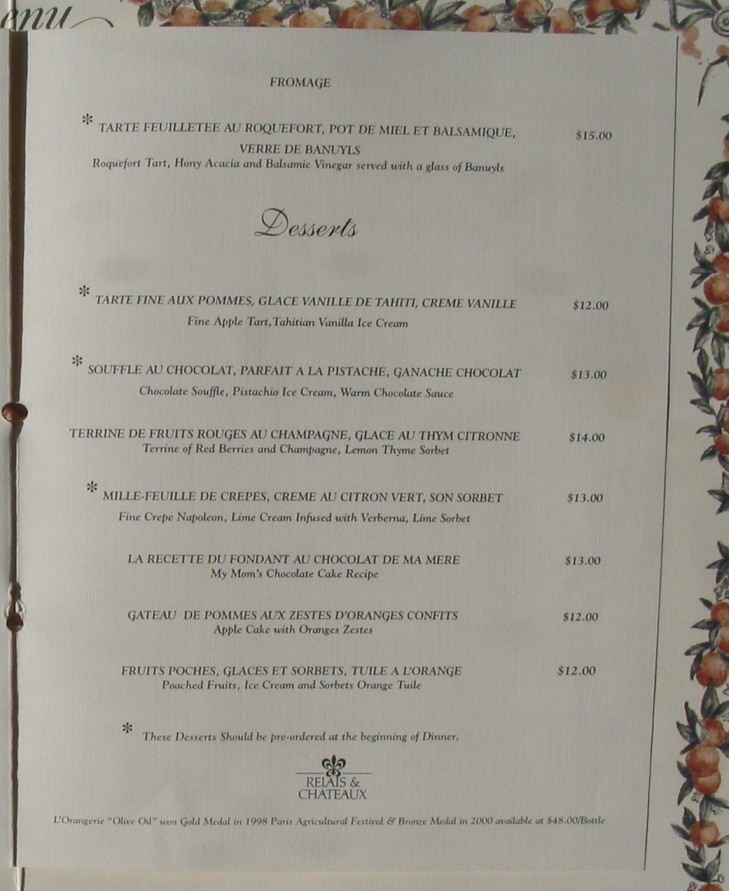 enu
FROMAGE
* TARTE FEUILLETEE AU ROQUEFORT, POT DE MIEL ET BALSAMIQUE, $15.00
VERRE DE BANUYLS
Roquefort Tart, Hony Acacia and Balsamic Vinegar served with a glass of Banuyls
Desserts
* TARTE FINE AUX POMMES, GLACE VANILLE DE TAHITI, CREME VANILLE $12.00
Fine Apple Tart, Tahitian Vanilla Ice Cream
* SOUFFLE AU CHOCOLAT, PARFAIT A LA PISTACHE, GANACHE CHOCOLAT $13.00
Chocolate Souffle, Pistachio Ice Cream, Warm Chocolate Sauce
TERRINE DE FRUITS ROUGES AU CHAMPAGNE, GLACE AU THYM CITRONNE $14.00
Terrine of Red Berries and Champagne, Lemon Thyme Sorbet
* MILLE-FEUILLE DE CREPES, CREME AU CITRON VERT, SON SORBET $13.00
Fine Crepe Napoleon, Lime Cream Infused with Verberna, Lime Sorbet
LA RECETTE DU FONDANT AU CHOCOLAT DE MA MERE $13.00
My Mom's Chocolate Cake Recipe
GATEAU DE POMMES AUX ZESTES D'ORANGES CONFITS $12.00
Apple Cake with Oranges Zestes
FRUITS POCHES, GLACES ET SORBETS, TUILE A L'ORANGE $12.00
Poached Fruits, Ice Cream and Sorbets Orange Tuile
* These Desserts Should be pre-ordered at the beginning of Dinner.
RELAIS &
CHATEAUX
L'Orangerie "Olive Oil" won Gold Medal in 1998 Paris Agricultural Festival & Bronze Medal in 2000 available at $48.00/Bottle